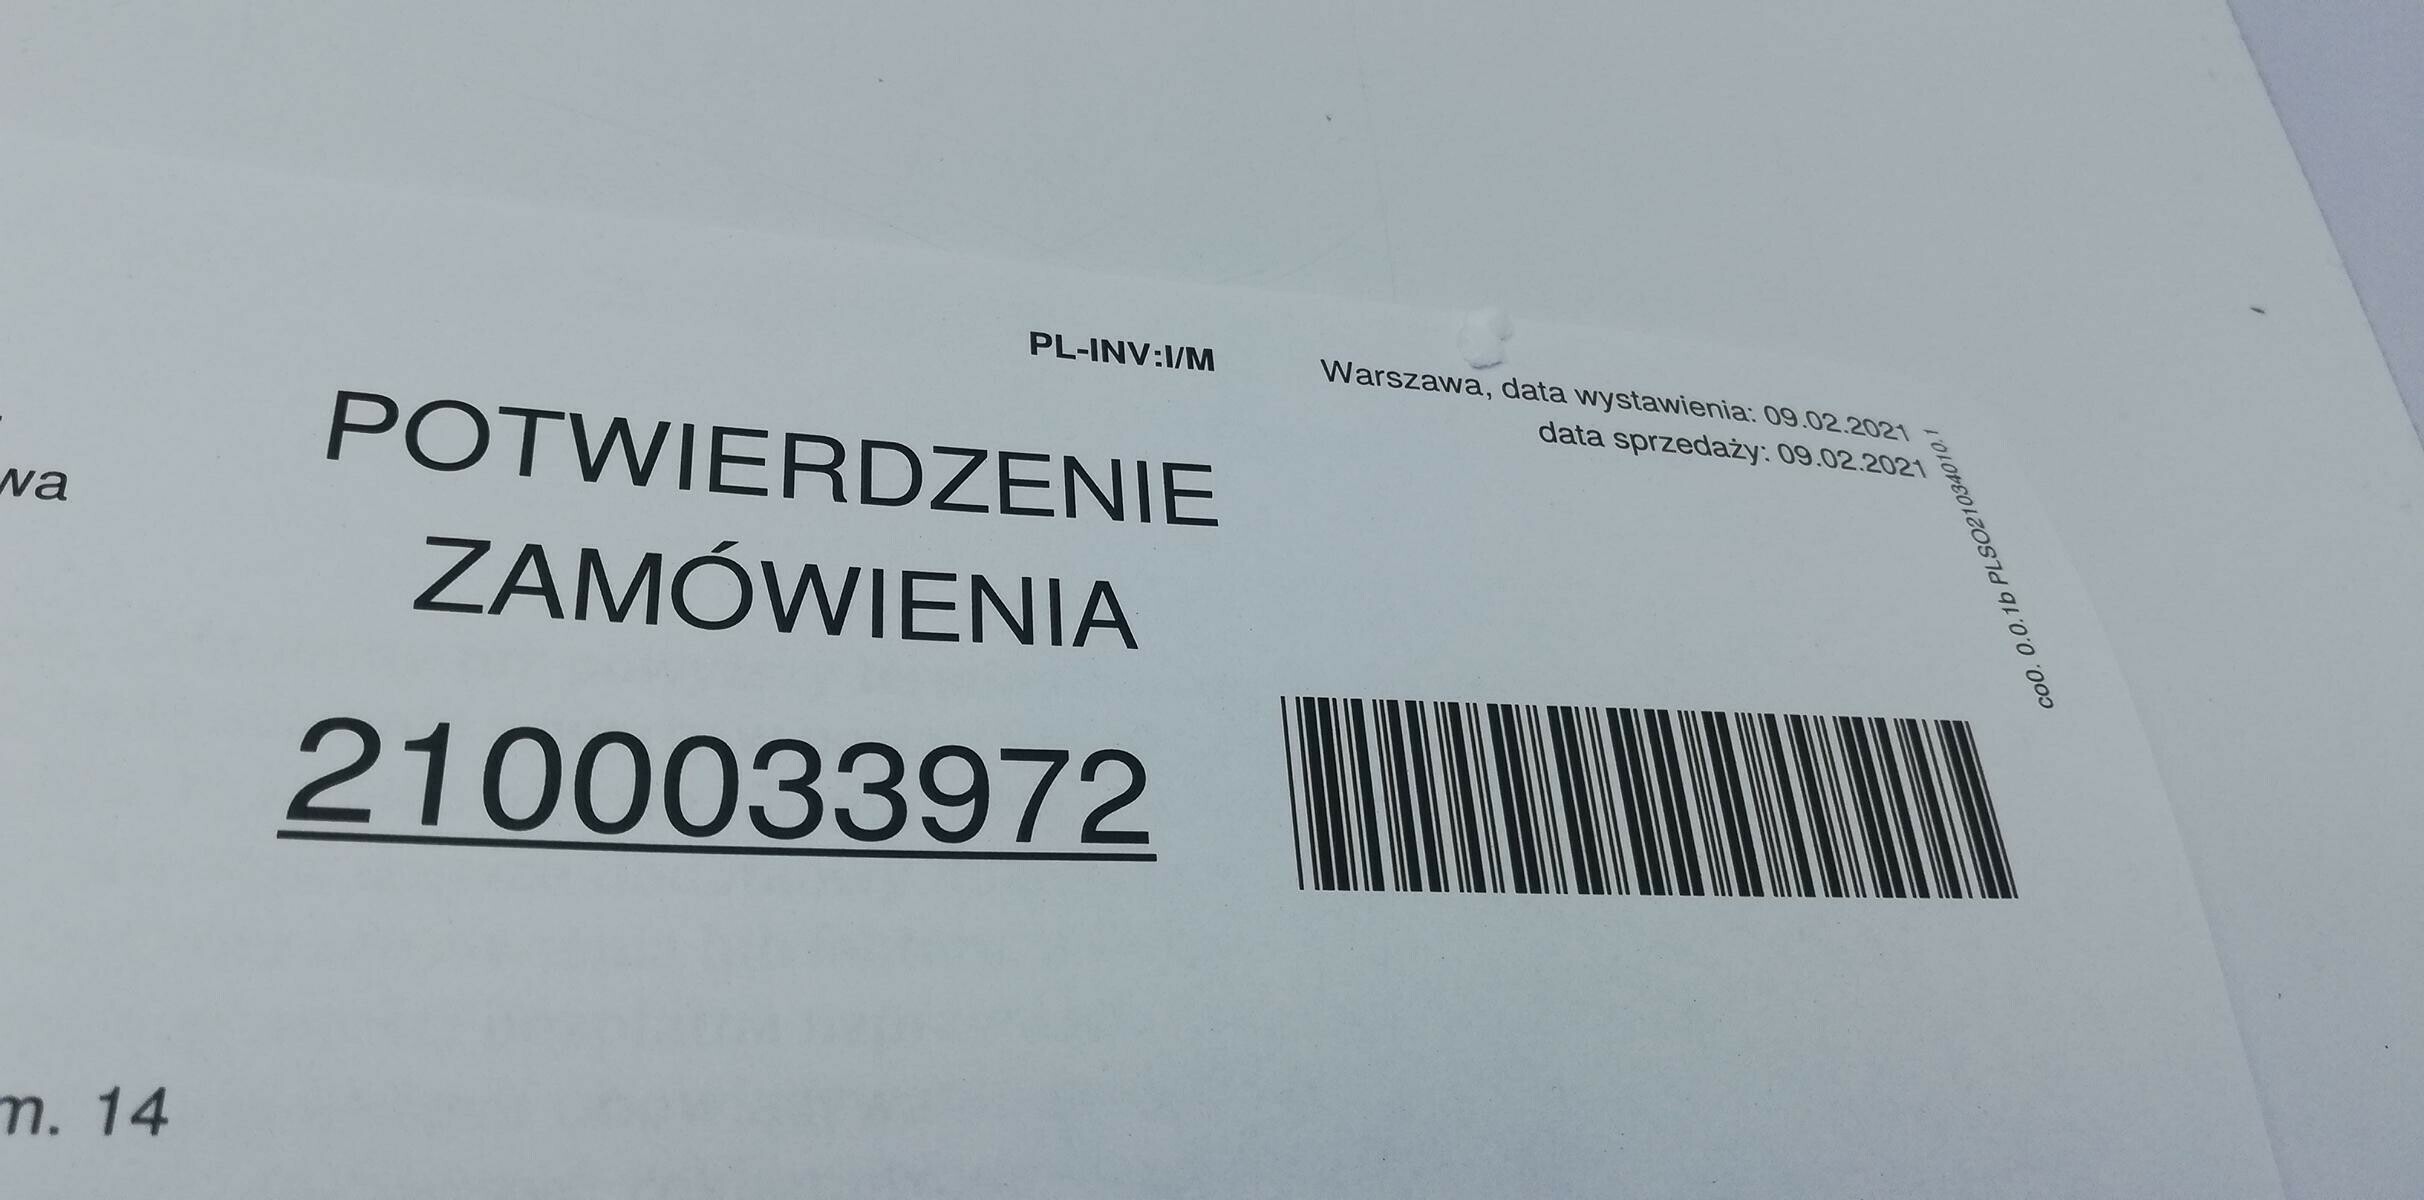 PL-INV:I/M
Warszawa, data wystawienia: 09.02.2021
data sprzedaży: 09.02.2021
POTWIERDZENIE
ZAMÓWIENIA
2100033972
co0. 0.0.1b PLSO21034010.1
wa
m. 14